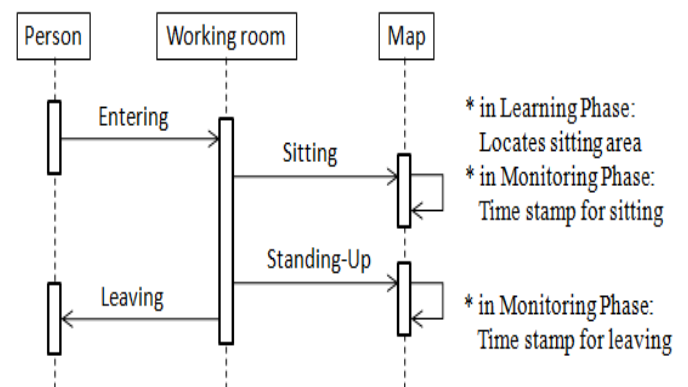 Person
Working room
Map
Entering
Sitting
* in Learning Phase:
Locates sitting area
* in Monitoring Phase:
Time stamp for sitting
Standing-Up
Leaving
* in Monitoring Phase:
Time stamp for leaving